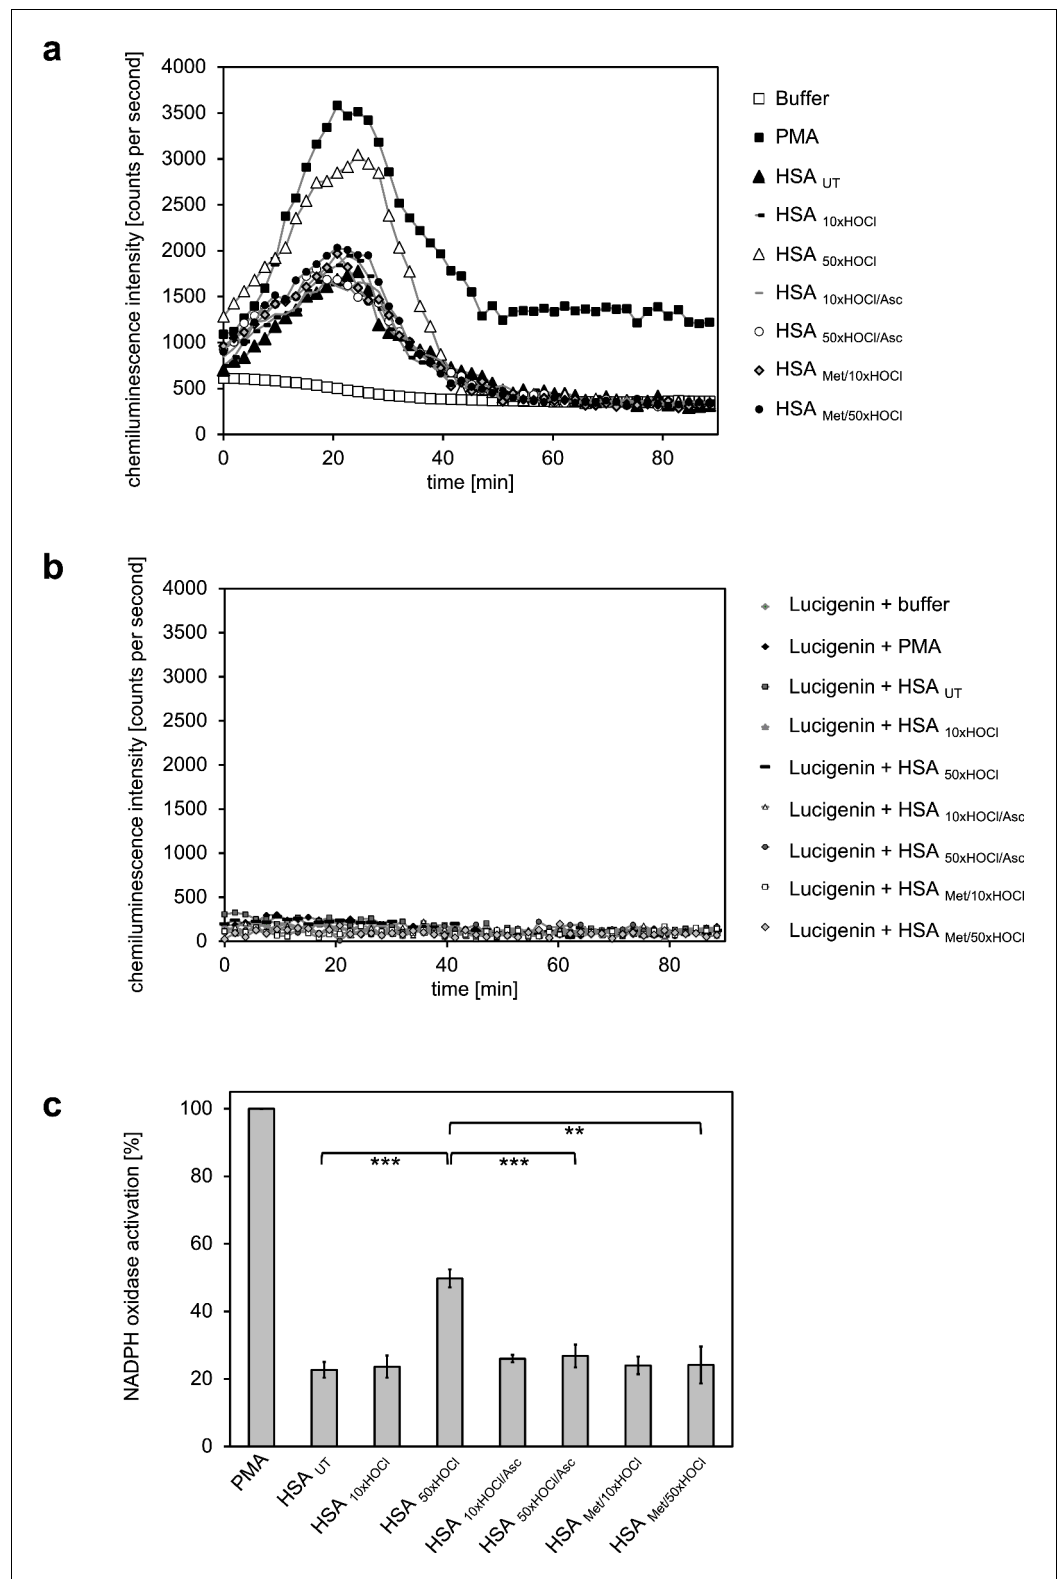 a
chemiluminescence intensity [counts per second]
4000
3500
3000
2500
2000
1500
1000
500
0
0 20 40 60 80
time [min]
Buffer
PMA
HSA UT
HSA 10xHOCl
HSA 50xHOCl
HSA 10xHOCl/Asc
HSA 50xHOCl/Asc
HSA Met/10xHOCl
HSA Met/50xHOCl
b
chemiluminescence intensity [counts per second]
4000
3500
3000
2500
2000
1500
1000
500
0
0 20 40 60 80
time [min]
Lucigenin + buffer
Lucigenin + PMA
Lucigenin + HSA UT
Lucigenin + HSA 10xHOCl
Lucigenin + HSA 50xHOCl
Lucigenin + HSA 10xHOCl/Asc
Lucigenin + HSA 50xHOCl/Asc
Lucigenin + HSA Met/10xHOCl
Lucigenin + HSA Met/50xHOCl
c
NADPH oxidase activation [%]
100
80
60
40
20
0
**
*** ***
PMA
HSA UT
HSA 10xHOCl
HSA 50xHOCl
HSA 10xHOCl/Asc
HSA 50xHOCl/Asc
HSA Met/10xHOCl
HSA Met/50xHOCl